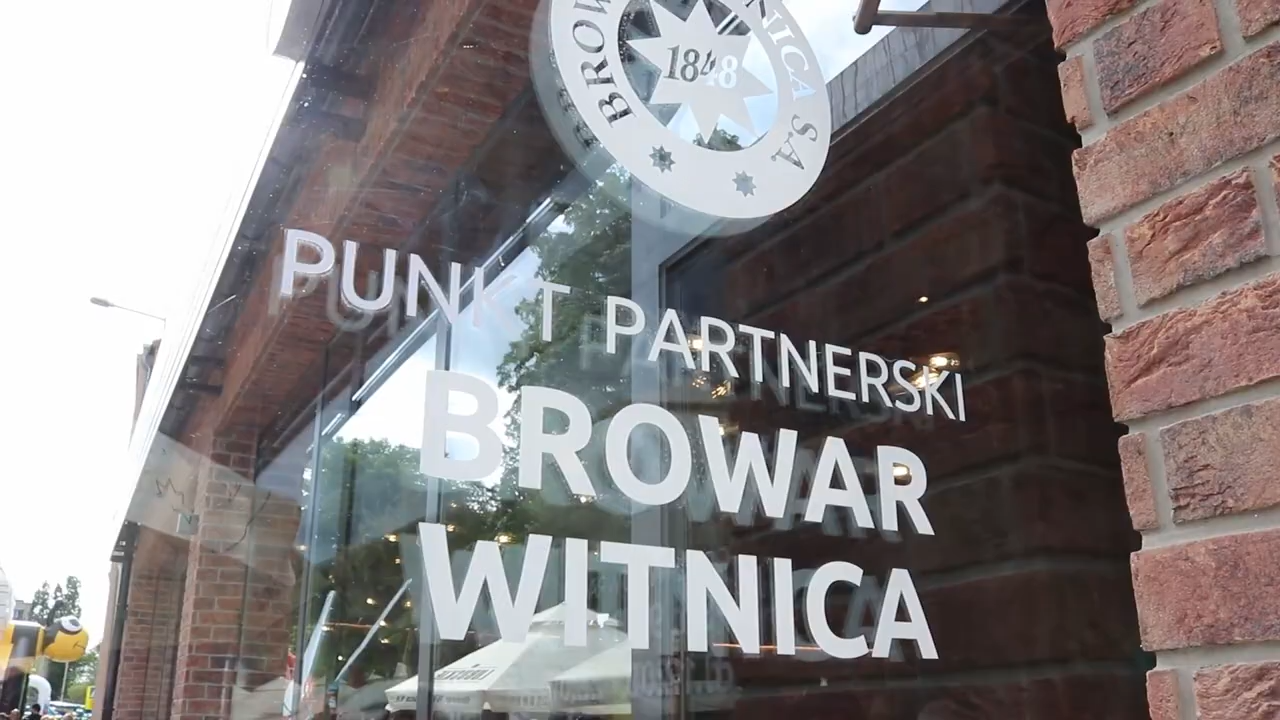 BROWAR WITNICA SA
1848
PUNKT PARTNERSKI
BROWAR
WITNICA